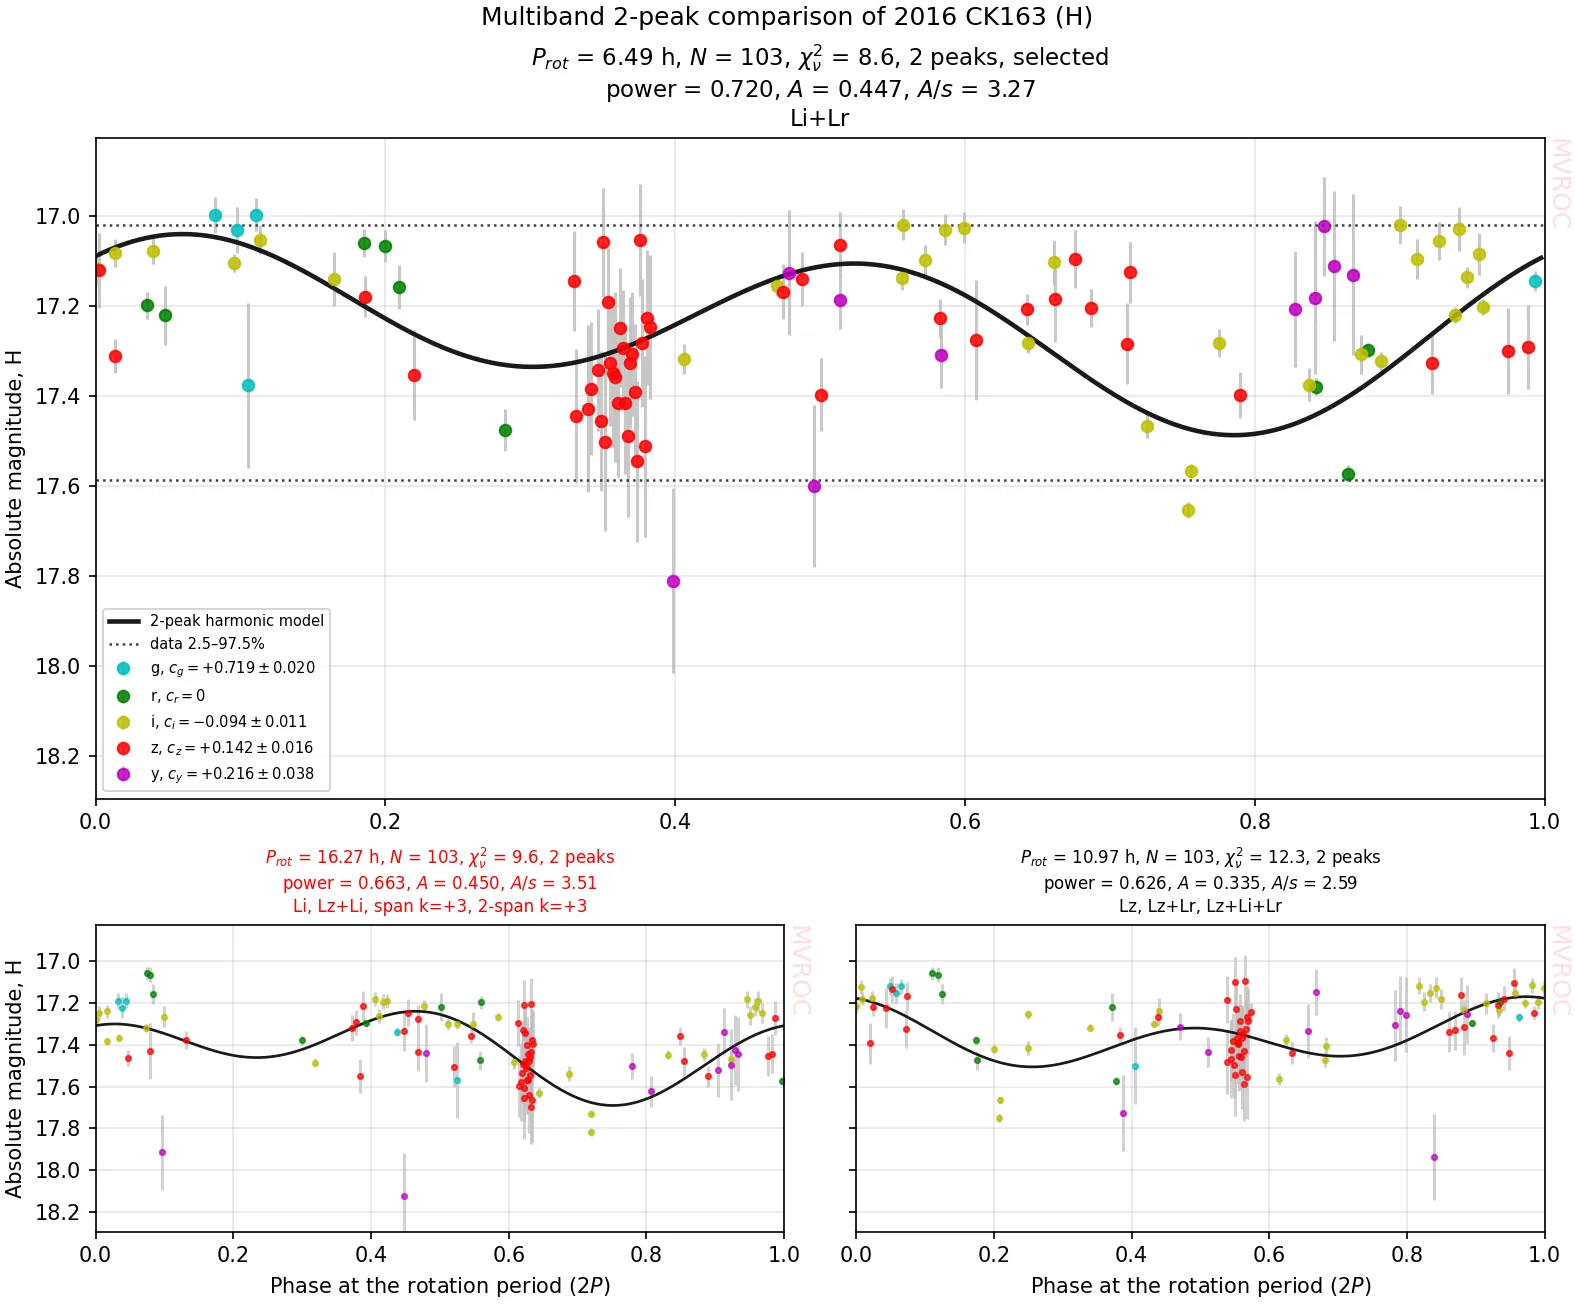 Multiband 2-peak comparison of 2016 CK163 (H)
P_rot = 6.49 h, N = 103, χ²_ν = 8.6, 2 peaks, selected
power = 0.720, A = 0.447, A/s = 3.27
Li+Lr
MVROC
17.0
17.2
17.4
17.6
17.8
18.0
18.2
Absolute magnitude, H
2-peak harmonic model
data 2.5–97.5%
g, c_g = +0.719 ± 0.020
r, c_r = 0
i, c_i = −0.094 ± 0.011
z, c_z = +0.142 ± 0.016
y, c_y = +0.216 ± 0.038
0.0 0.2 0.4 0.6 0.8 1.0
P_rot = 16.27 h, N = 103, χ²_ν = 9.6, 2 peaks
power = 0.663, A = 0.450, A/s = 3.51
Li, Lz+Li, span k=+3, 2-span k=+3
MVROC
17.0
17.2
17.4
17.6
17.8
18.0
18.2
Absolute magnitude, H
0.0 0.2 0.4 0.6 0.8 1.0
Phase at the rotation period (2P)
P_rot = 10.97 h, N = 103, χ²_ν = 12.3, 2 peaks
power = 0.626, A = 0.335, A/s = 2.59
Lz, Lz+Lr, Lz+Li+Lr
MVROC
0.0 0.2 0.4 0.6 0.8 1.0
Phase at the rotation period (2P)